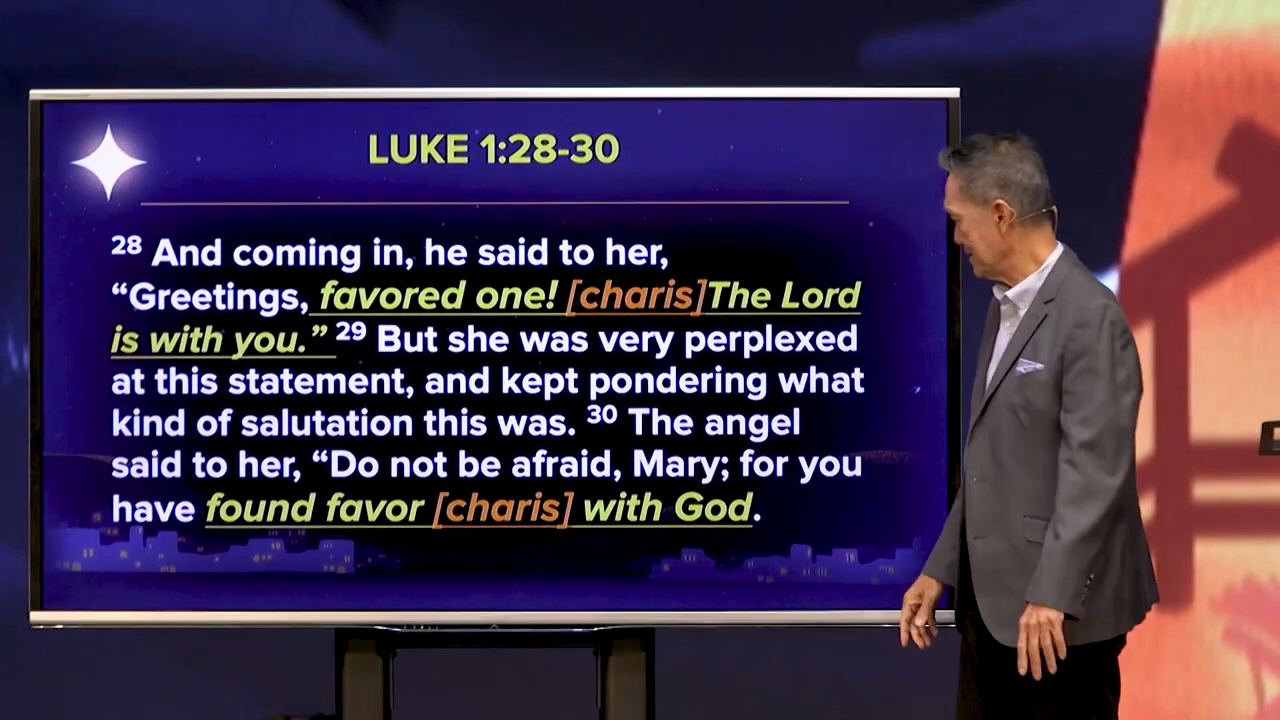 LUKE 1:28-30
28 And coming in, he said to her,
“Greetings, favored one! [charis]The Lord
is with you.” 29 But she was very perplexed
at this statement, and kept pondering what
kind of salutation this was. 30 The angel
said to her, “Do not be afraid, Mary; for you
have found favor [charis] with God.